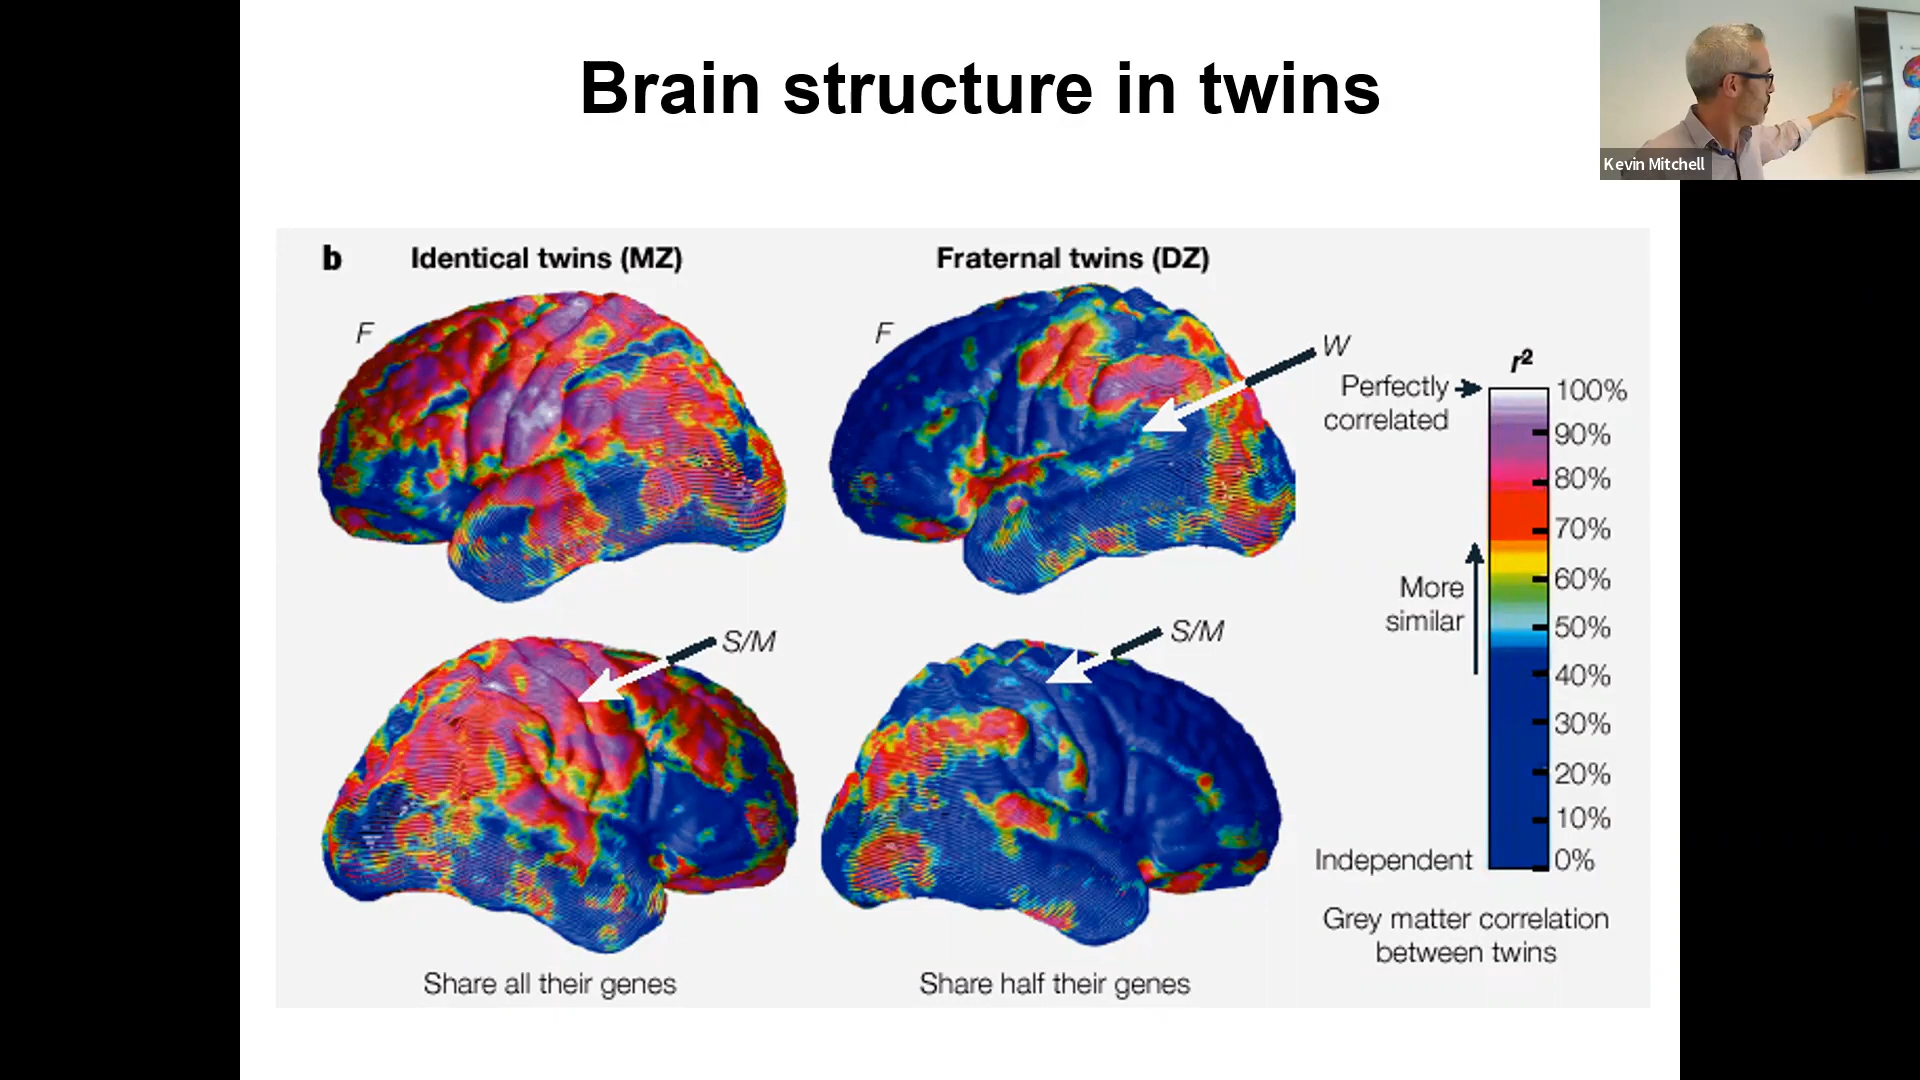 Brain structure in twins
Kevin Mitchell
b
Identical twins (MZ)
Fraternal twins (DZ)
F
F
W
S/M
S/M
r²
Perfectly
correlated
More
similar
Independent
100%
90%
80%
70%
60%
50%
40%
30%
20%
10%
0%
Grey matter correlation
between twins
Share all their genes
Share half their genes